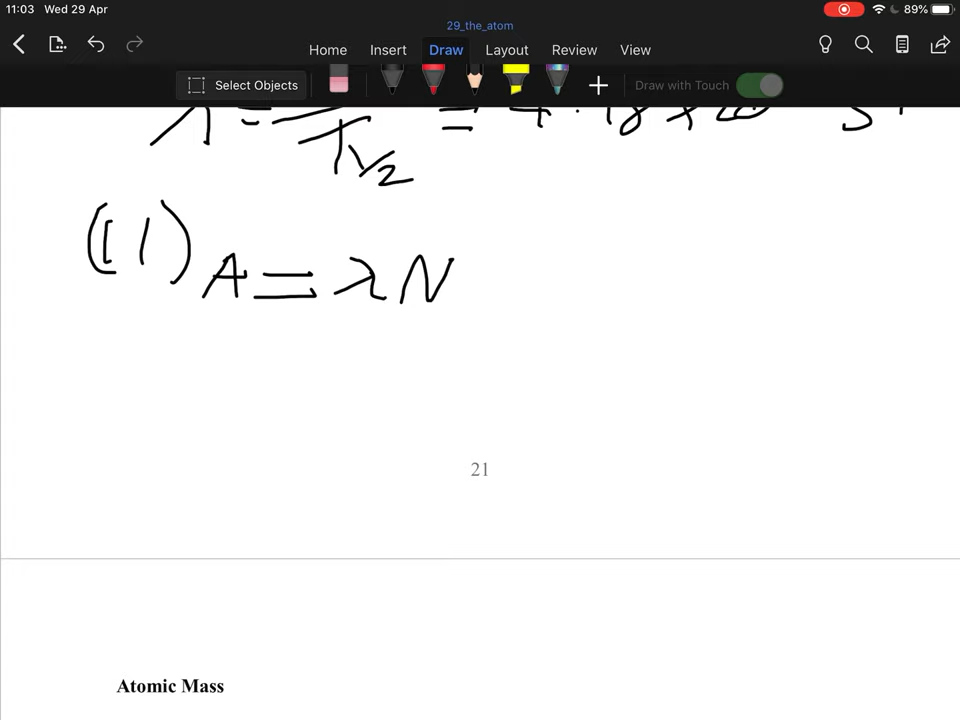 11:03 Wed 29 Apr 89%
29_the_atom
Home Insert Draw Layout Review View
Select Objects Draw with Touch
λ = T1/2 =
A = λN
21
Atomic Mass